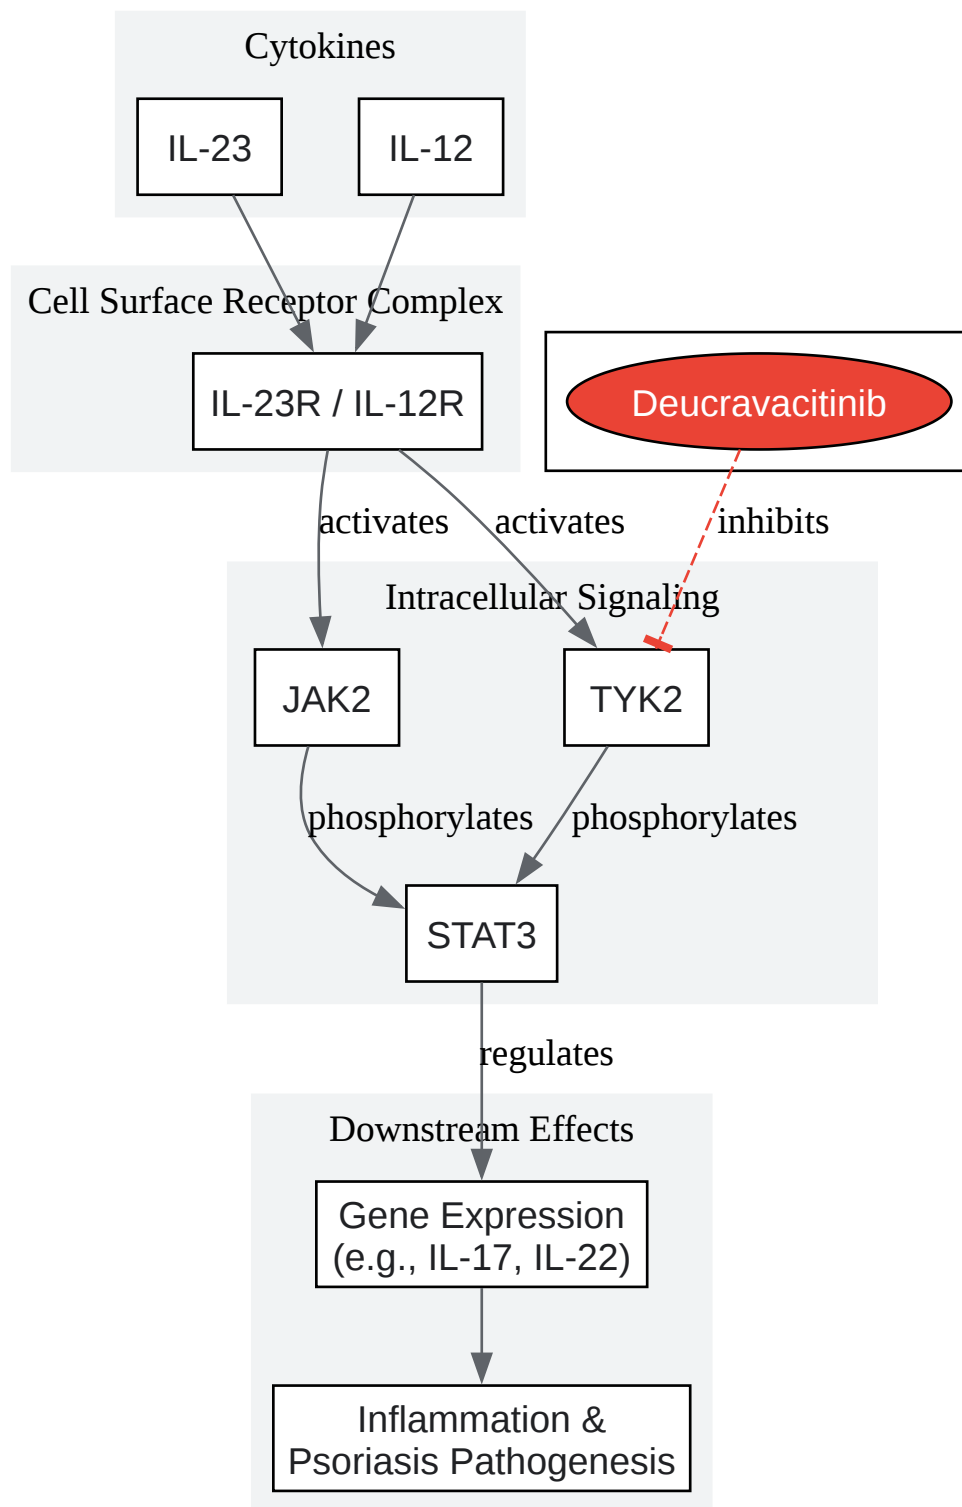 Cytokines
IL-23
IL-12
Cell Surface Receptor Complex
IL-23R / IL-12R
Deucravacitinib
activates
activates
inhibits
Intracellular Signaling
JAK2
TYK2
phosphorylates
phosphorylates
STAT3
regulates
Downstream Effects
Gene Expression
(e.g., IL-17, IL-22)
Inflammation &
Psoriasis Pathogenesis